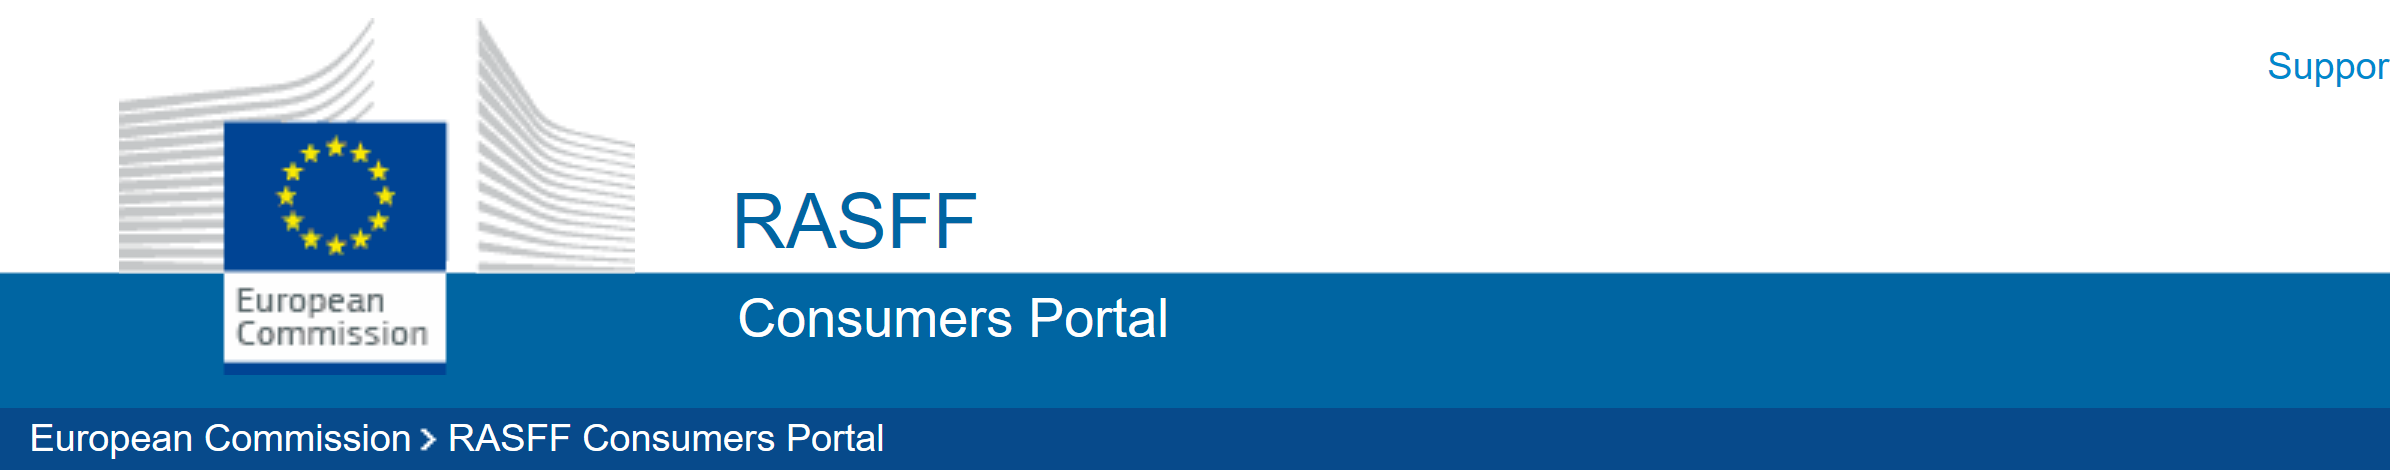 Suppor
RASFF
European
Commission
Consumers Portal
European Commission > RASFF Consumers Portal